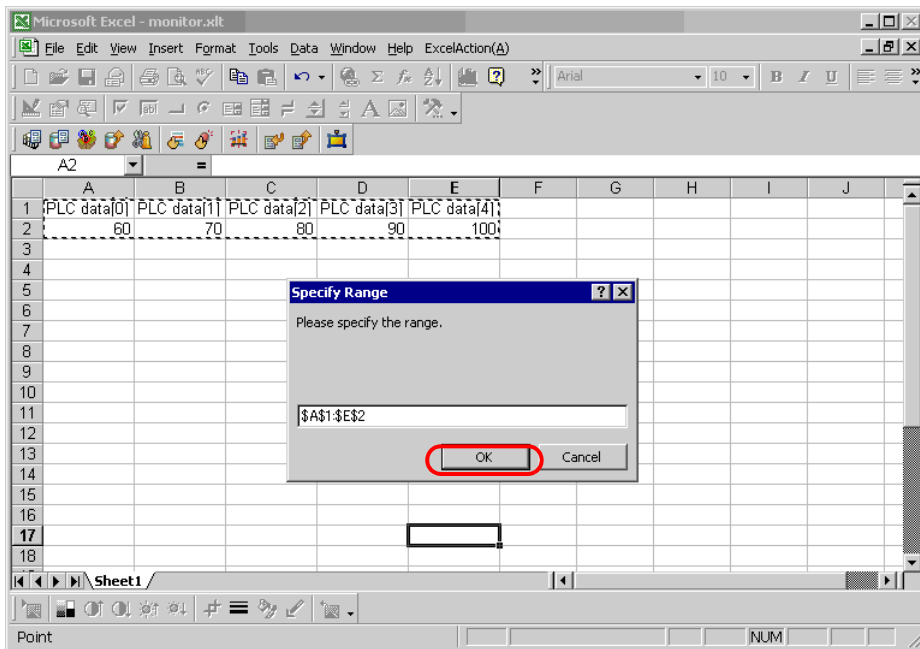 Microsoft Excel - monitor.xlt
File Edit View Insert Format Tools Data Window Help ExcelAction(A)
ABC Σ fx Arial 10 B I U
ab| A
A2 =
A B C D E F G H I J
1 PLC data[0] PLC data[1] PLC data[2] PLC data[3] PLC data[4]
2 60 70 80 90 100
3
4
5
6
7
8
9
10
11
12
13
14
15
16
17
18
Specify Range
Please specify the range.
$A$1:$E$2
OK Cancel
Sheet1
Point NUM